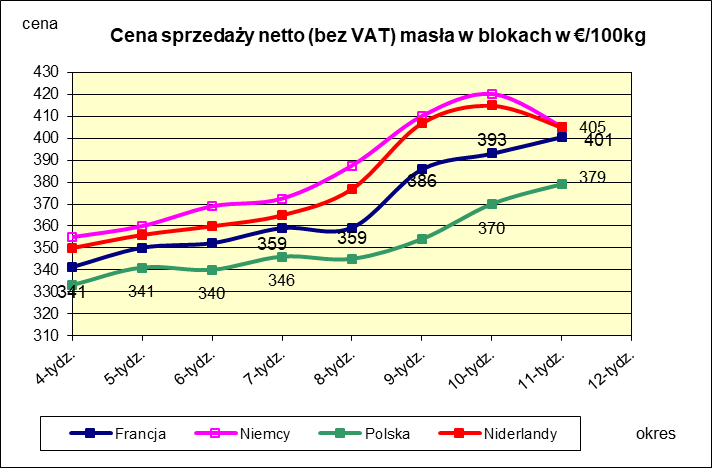 cena
Cena sprzedaży netto (bez VAT) masła w blokach w €/100kg
430
420
410
400
390
380
370
360
350
340
330
320
310
341
341
340
359
346
359
386
393
370
405
401
379
4-tydz.
5-tydz.
6-tydz.
7-tydz.
8-tydz.
9-tydz.
10-tydz.
11-tydz.
12-tydz.
Francja Niemcy Polska Niderlandy
okres